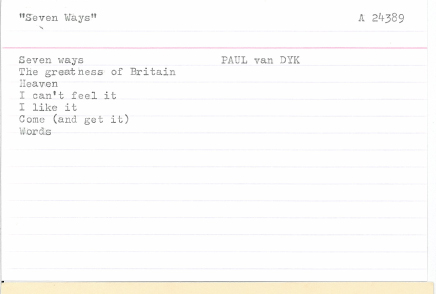 "Seven Ways" A 24389
Seven ways PAUL van DYK
The greatness of Britain
Heaven
I can't feel it
I like it
Come (and get it)
Words